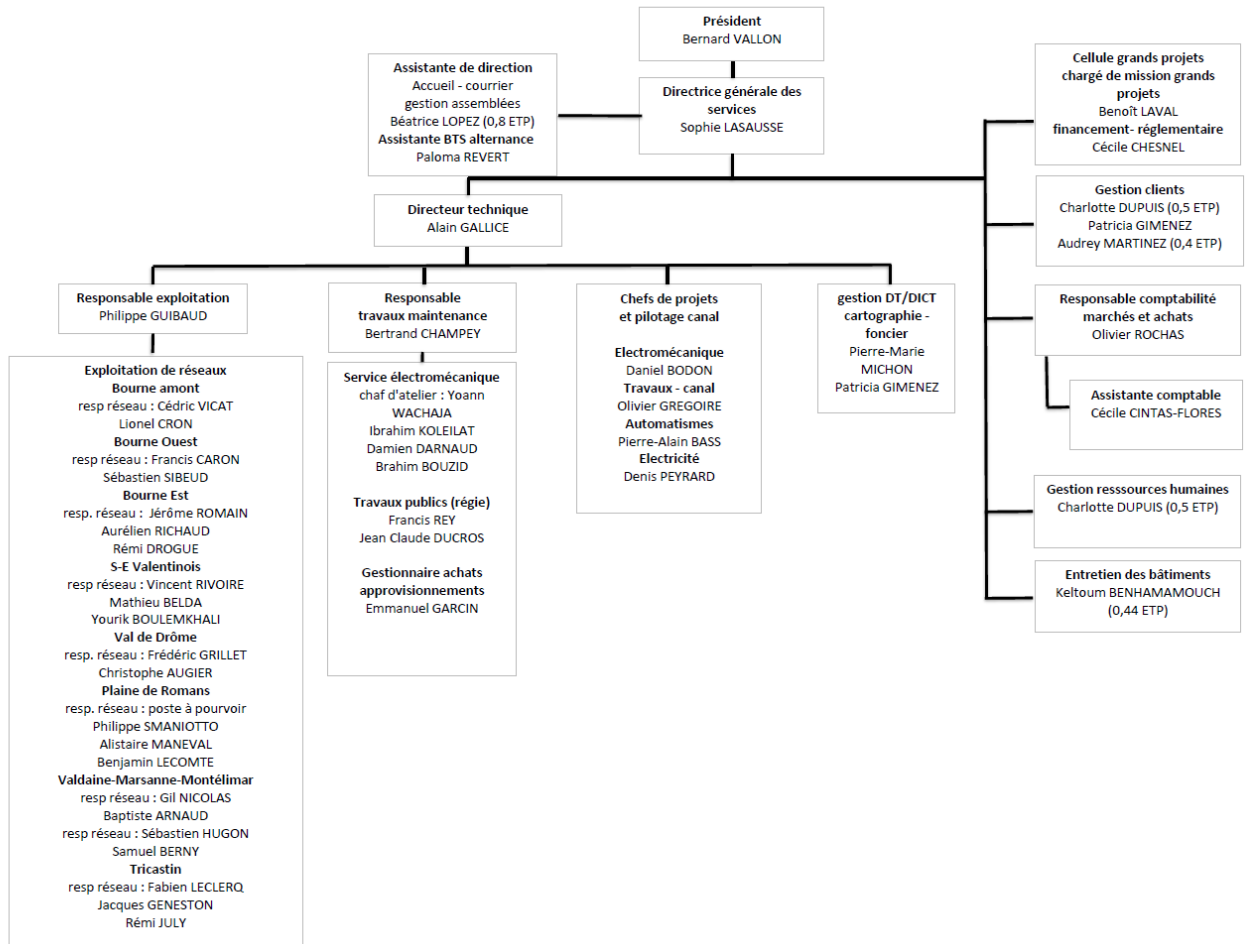 Président
Bernard VALLON
Assistante de direction
Accueil - courrier
gestion assemblées
Béatrice LOPEZ (0,8 ETP)
Assistante BTS alternance
Paloma REVERT
Directrice générale des
services
Sophie LASAUSSE
Cellule grands projets
chargé de mission grands
projets
Benoît LAVAL
financement- réglementaire
Cécile CHESNEL
Gestion clients
Charlotte DUPUIS (0,5 ETP)
Patricia GIMENEZ
Audrey MARTINEZ (0,4 ETP)
Directeur technique
Alain GALLICE
Responsable exploitation
Philippe GUIBAUD
Responsable
travaux maintenance
Bertrand CHAMPEY
Chefs de projets
et pilotage canal
Electromécanique
Daniel BODON
Travaux - canal
Olivier GREGOIRE
Automatismes
Pierre-Alain BASS
Electricité
Denis PEYRARD
gestion DT/DICT
cartographie -
foncier
Pierre-Marie
MICHON
Patricia GIMENEZ
Responsable comptabilité
marchés et achats
Olivier ROCHAS
Assistante comptable
Cécile CINTAS-FLORES
Gestion resssources humaines
Charlotte DUPUIS (0,5 ETP)
Entretien des bâtiments
Keltoum BENHAMAMOUCH
(0,44 ETP)
Exploitation de réseaux
Bourne amont
resp réseau : Cédric VICAT
Lionel CRON
Bourne Ouest
resp réseau : Francis CARON
Sébastien SIBEUD
Bourne Est
resp. réseau : Jérôme ROMAIN
Aurélien RICHAUD
Rémi DROGUE
S-E Valentinois
resp réseau : Vincent RIVOIRE
Mathieu BELDA
Yourik BOULEMKHALI
Val de Drôme
resp. réseau : Frédéric GRILLET
Christophe AUGIER
Plaine de Romans
resp. réseau : poste à pourvoir
Philippe SMANIOTTO
Alistaire MANEVAL
Benjamin LECOMTE
Valdaine-Marsanne-Montélimar
resp réseau : Gil NICOLAS
Baptiste ARNAUD
resp réseau : Sébastien HUGON
Samuel BERNY
Tricastin
resp réseau : Fabien LECLERQ
Jacques GENESTON
Rémi JULY
Service électromécanique
chaf d'atelier : Yoann
WACHAJA
Ibrahim KOLEILAT
Damien DARNAUD
Brahim BOUZID
Travaux publics (régie)
Francis REY
Jean Claude DUCROS
Gestionnaire achats
approvisionnements
Emmanuel GARCIN